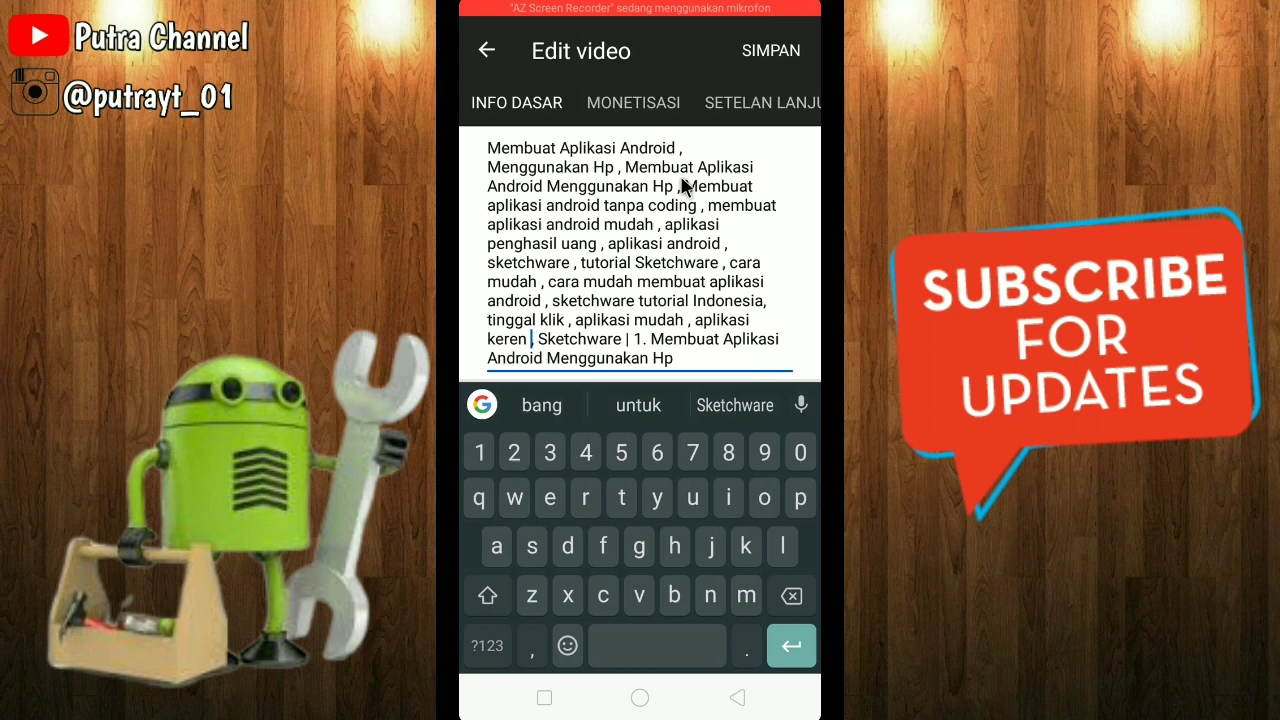 Putra Channel
@putrayt_01
"AZ Screen Recorder" sedang menggunakan mikrofon
Edit video
SIMPAN
INFO DASAR
MONETISASI
SETELAN LANJU
Membuat Aplikasi Android ,
Menggunakan Hp , Membuat Aplikasi
Android Menggunakan Hp , Membuat
aplikasi android tanpa coding , membuat
aplikasi android mudah , aplikasi
penghasil uang , aplikasi android ,
sketchware , tutorial Sketchware , cara
mudah , cara mudah membuat aplikasi
android , sketchware tutorial Indonesia,
tinggal klik , aplikasi mudah , aplikasi
keren , Sketchware | 1. Membuat Aplikasi
Android Menggunakan Hp
G
bang
untuk
Sketchware
1 2 3 4 5 6 7 8 9 0
q w e r t y u i o p
a s d f g h j k l
z x c v b n m
?123 , .
SUBSCRIBE
FOR
UPDATES